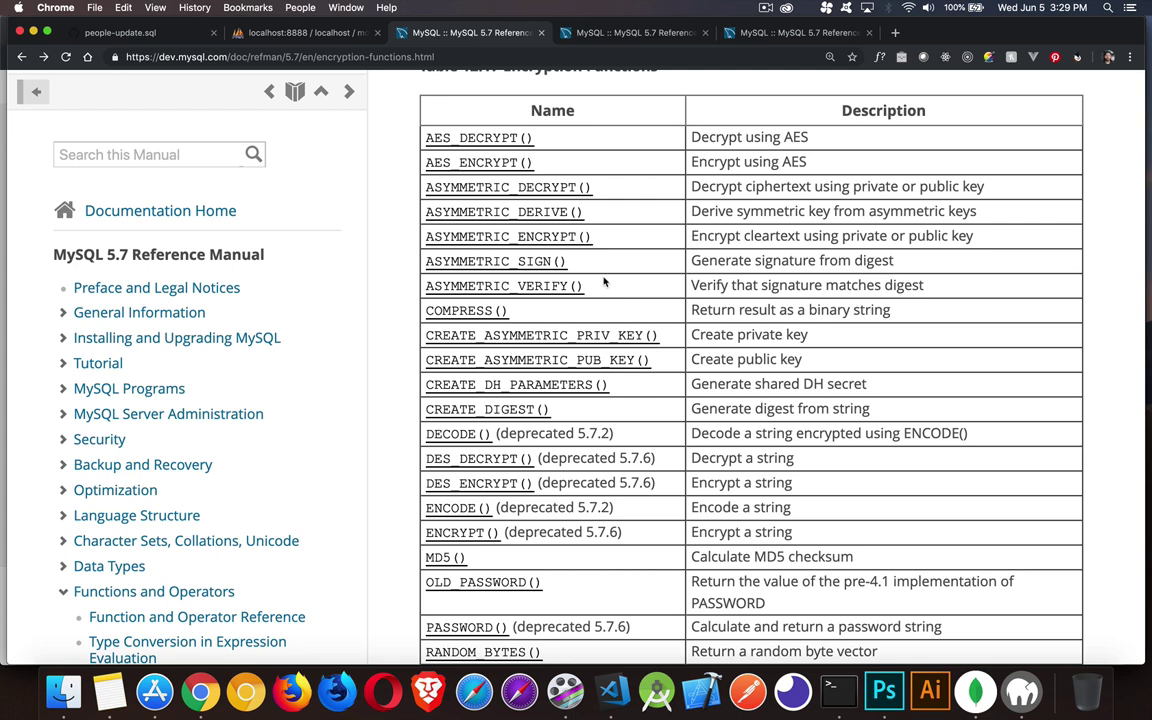 Chrome File Edit View History Bookmarks People Window Help 100% Wed Jun 5 3:29 PM
people-update.sql localhost:8888 / localhost / m MySQL :: MySQL 5.7 Referenc MySQL :: MySQL 5.7 Referenc MySQL :: MySQL 5.7 Referenc
https://dev.mysql.com/doc/refman/5.7/en/encryption-functions.html
Encryption Functions
Search this Manual
Documentation Home
MySQL 5.7 Reference Manual
Preface and Legal Notices
General Information
Installing and Upgrading MySQL
Tutorial
MySQL Programs
MySQL Server Administration
Security
Backup and Recovery
Optimization
Language Structure
Character Sets, Collations, Unicode
Data Types
Functions and Operators
Function and Operator Reference
Type Conversion in Expression
Evaluation
Name Description
AES_DECRYPT() Decrypt using AES
AES_ENCRYPT() Encrypt using AES
ASYMMETRIC_DECRYPT() Decrypt ciphertext using private or public key
ASYMMETRIC_DERIVE() Derive symmetric key from asymmetric keys
ASYMMETRIC_ENCRYPT() Encrypt cleartext using private or public key
ASYMMETRIC_SIGN() Generate signature from digest
ASYMMETRIC_VERIFY() Verify that signature matches digest
COMPRESS() Return result as a binary string
CREATE_ASYMMETRIC_PRIV_KEY() Create private key
CREATE_ASYMMETRIC_PUB_KEY() Create public key
CREATE_DH_PARAMETERS() Generate shared DH secret
CREATE_DIGEST() Generate digest from string
DECODE() (deprecated 5.7.2) Decode a string encrypted using ENCODE()
DES_DECRYPT() (deprecated 5.7.6) Decrypt a string
DES_ENCRYPT() (deprecated 5.7.6) Encrypt a string
ENCODE() (deprecated 5.7.2) Encode a string
ENCRYPT() (deprecated 5.7.6) Encrypt a string
MD5() Calculate MD5 checksum
OLD_PASSWORD() Return the value of the pre-4.1 implementation of
PASSWORD
PASSWORD() (deprecated 5.7.6) Calculate and return a password string
RANDOM_BYTES() Return a random byte vector
Ps Ai